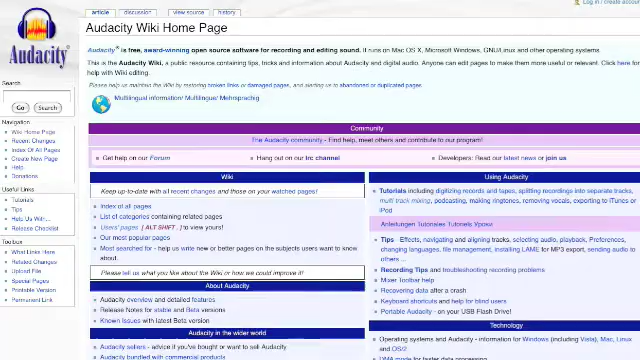 Log in / create account
article discussion view source history
Audacity
Audacity Wiki Home Page
Audacity® is free, award-winning open source software for recording and editing sound. It runs on Mac OS X, Microsoft Windows, GNU/Linux and other operating systems.
This is the Audacity Wiki, a public resource containing tips, tricks and information about Audacity and digital audio. Anyone can edit pages to make them more useful or relevant. Click here for
help with Wiki editing.
Please help us maintain the Wiki by restoring broken links or damaged pages, and alerting us to abandoned or duplicated pages.
Multilingual information/ Multilingue/ Mehrsprachig
Search
Go Search
Navigation
Wiki Home Page
Recent Changes
Index Of All Pages
Create New Page
Help
Donations
Useful Links
Tutorials
Tips
Help Us With...
Release Checklist
Toolbox
What Links Here
Related Changes
Upload File
Special Pages
Printable Version
Permanent Link
Community
The Audacity community - Find help, meet others and contribute to our program!
Get help on our Forum
Hang out on our Irc channel
Developers: Read our latest news or join us
Wiki
Keep up-to-date with all recent changes and those on your watched pages!
Index of all pages
List of categories containing related pages
Users' pages [ ALT SHIFT . ] to view yours!
Our most popular pages
Most searched for - help us write new or better pages on the subjects users want to know
about.
Please tell us what you like about the Wiki or how we could improve it!
About Audacity
Audacity overview and detailed features
Release Notes for stable and Beta versions
Known issues with latest Beta version
Audacity in the wider world
Audacity sellers - advice if you've bought or want to sell Audacity
Audacity bundled with commercial products
Using Audacity
Tutorials including digitizing records and tapes, splitting recordings into separate tracks,
multi track mixing, podcasting, making ringtones, removing vocals, exporting to iTunes or
iPod
Anleitungen Tutoriales Tutoriels Уроки
Tips - Effects, navigating and aligning tracks, selecting audio, playback, Preferences,
changing languages, file management, installing LAME for MP3 export, sending audio to
others ...
Recording Tips and troubleshooting recording problems
Mixer Toolbar help
Recovering data after a crash
Keyboard shortcuts and help for blind users
Portable Audacity - on your USB Flash Drive!
Technology
Operating systems and Audacity - information for Windows (including Vista), Mac, Linux
and OS/2
DMA mode for faster data processing